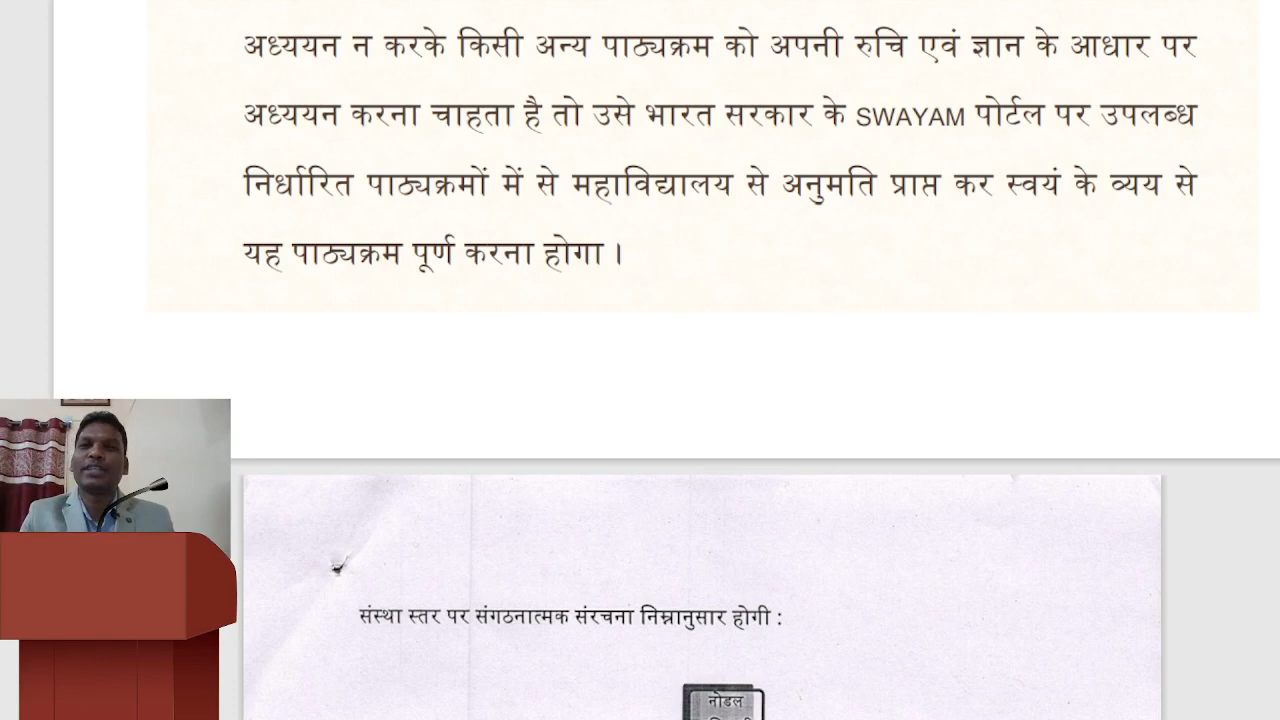 अध्ययन न करके किसी अन्य पाठ्यक्रम को अपनी रुचि एवं ज्ञान के आधार पर
अध्ययन करना चाहता है तो उसे भारत सरकार के SWAYAM पोर्टल पर उपलब्ध
निर्धारित पाठ्यक्रमों में से महाविद्यालय से अनुमति प्राप्त कर स्वयं के व्यय से
यह पाठ्यक्रम पूर्ण करना होगा ।
संस्था स्तर पर संगठनात्मक संरचना निम्नानुसार होगी :
नोडल